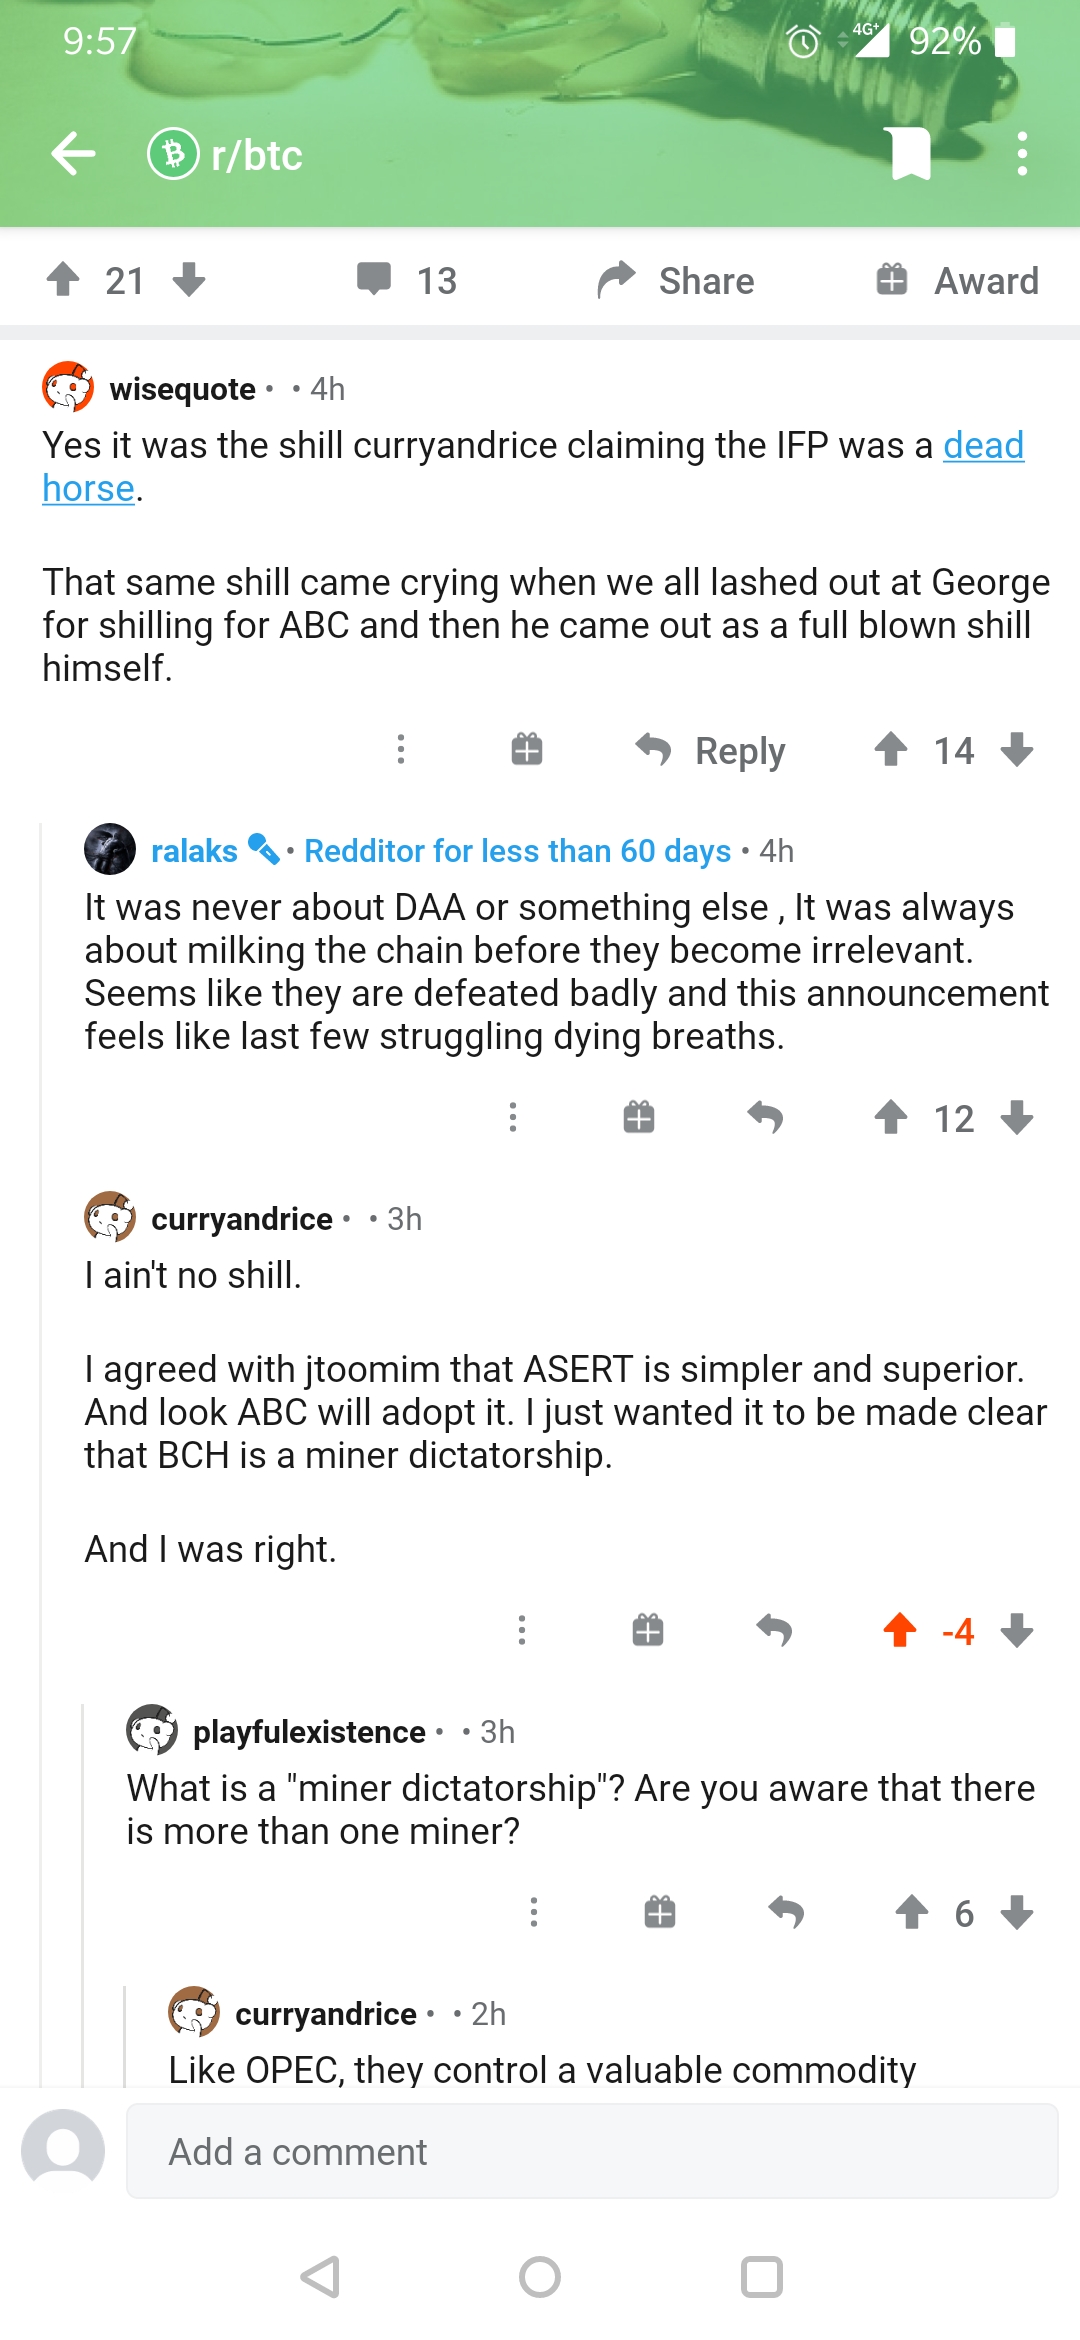 9:57 4G+ 92%
r/btc
21 13 Share Award
wisequote • • 4h
Yes it was the shill curryandrice claiming the IFP was a dead
horse.
That same shill came crying when we all lashed out at George
for shilling for ABC and then he came out as a full blown shill
himself.
Reply 14
ralaks • Redditor for less than 60 days • 4h
It was never about DAA or something else , It was always
about milking the chain before they become irrelevant.
Seems like they are defeated badly and this announcement
feels like last few struggling dying breaths.
12
curryandrice • • 3h
I ain't no shill.
I agreed with jtoomim that ASERT is simpler and superior.
And look ABC will adopt it. I just wanted it to be made clear
that BCH is a miner dictatorship.
And I was right.
-4
playfulexistence • • 3h
What is a "miner dictatorship"? Are you aware that there
is more than one miner?
6
curryandrice • • 2h
Like OPEC, they control a valuable commodity
Add a comment